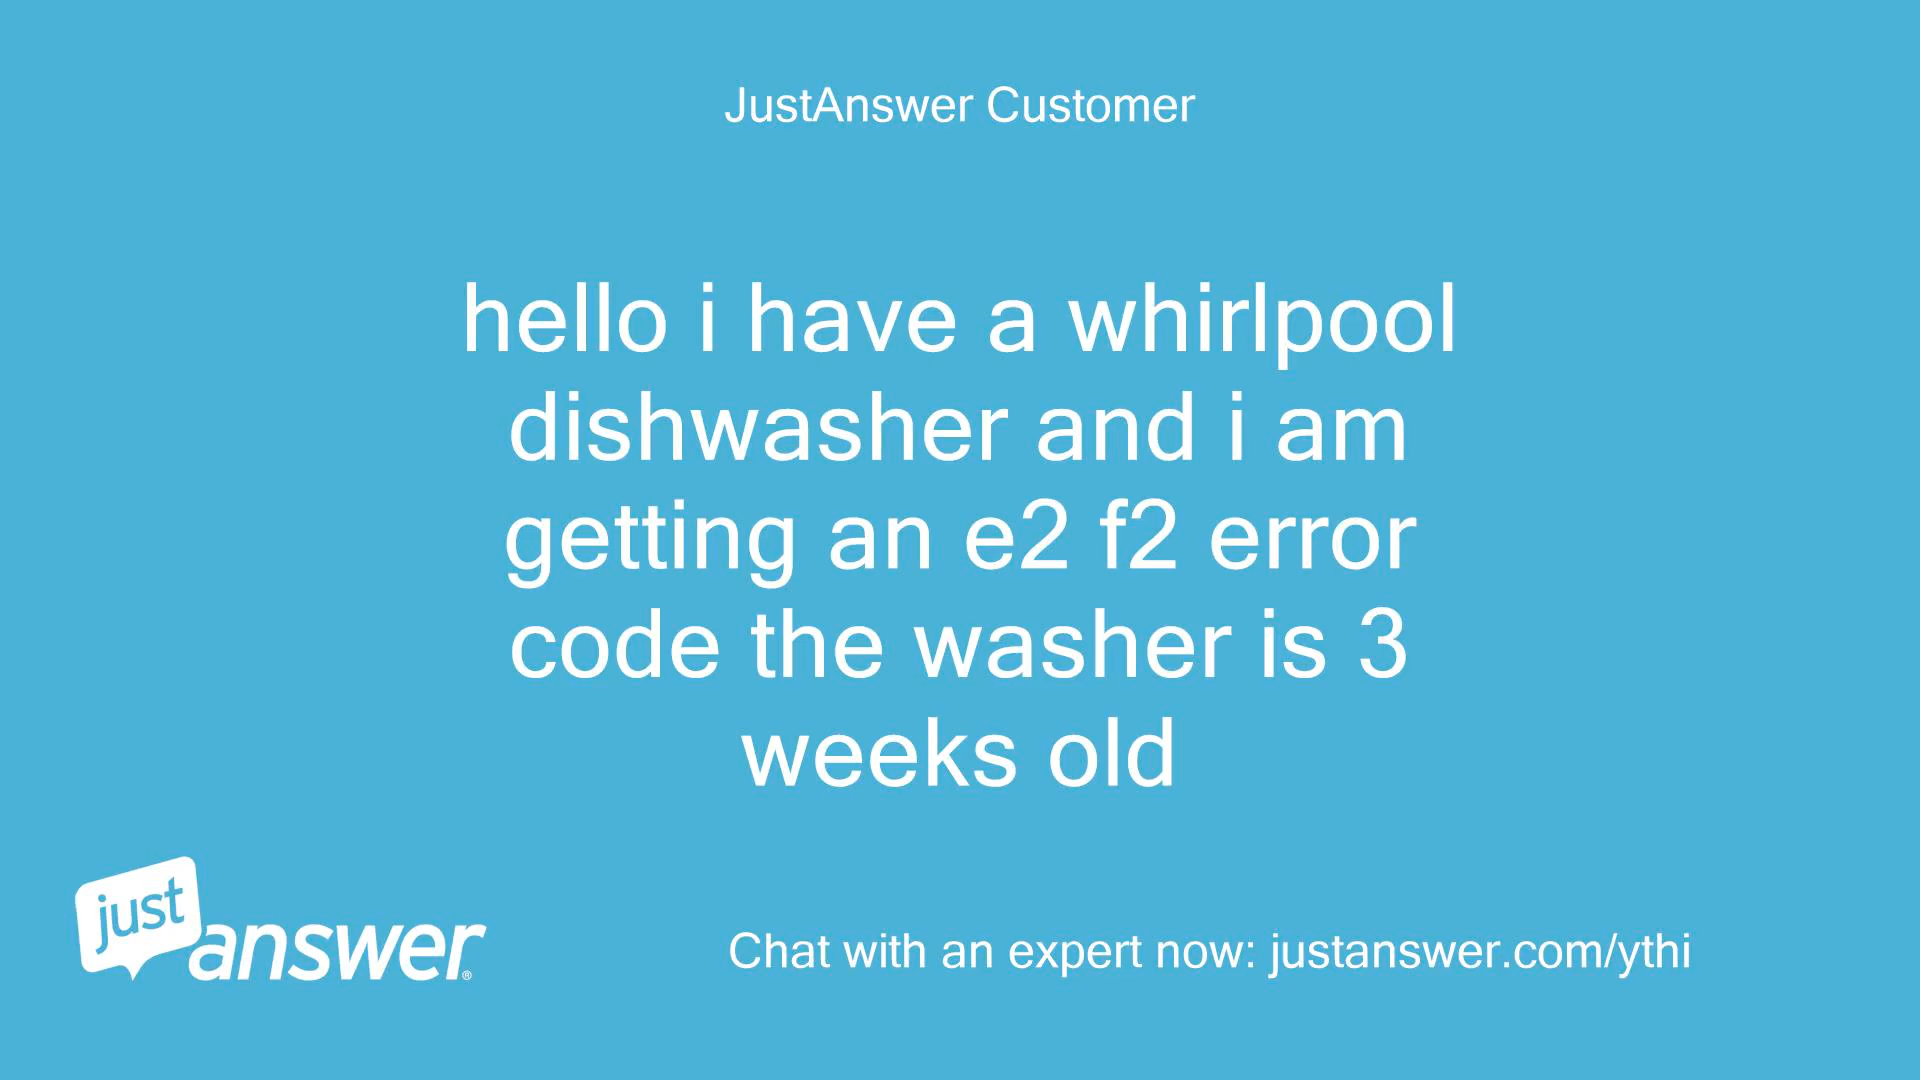 JustAnswer Customer
hello i have a whirlpool
dishwasher and i am
getting an e2 f2 error
code the washer is 3
weeks old
just
answer®
Chat with an expert now: justanswer.com/ythi